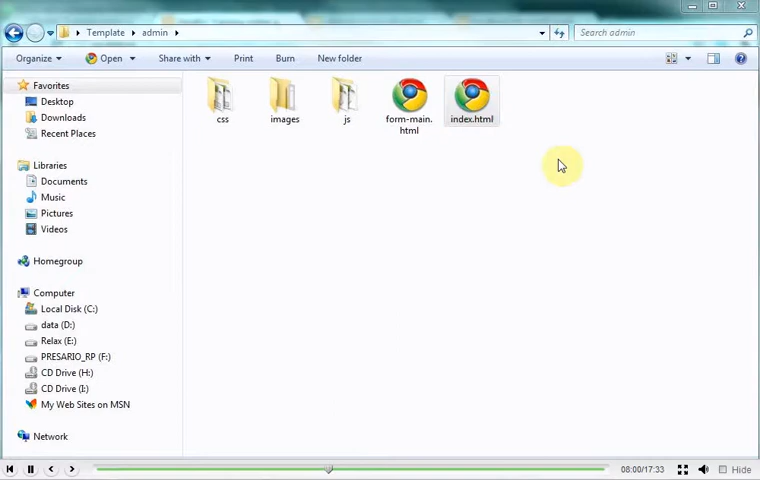 Template
admin
Search admin
Organize
Open
Share with
Print
Burn
New folder
Favorites
Desktop
Downloads
Recent Places
Libraries
Documents
Music
Pictures
Videos
Homegroup
Computer
Local Disk (C:)
data (D:)
Relax (E:)
PRESARIO_RP (F:)
CD Drive (H:)
CD Drive (I:)
My Web Sites on MSN
Network
css
images
js
form-main.
html
index.html
08:00/17:33
Hide